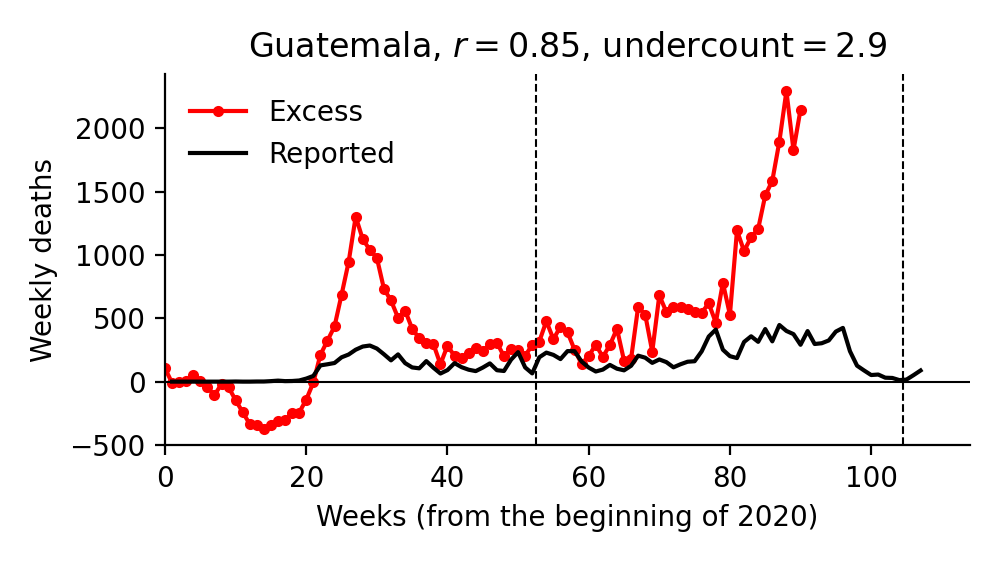 Guatemala, r = 0.85, undercount = 2.9
Excess
Reported
Weekly deaths
2000
1500
1000
500
0
−500
0 20 40 60 80 100
Weeks (from the beginning of 2020)